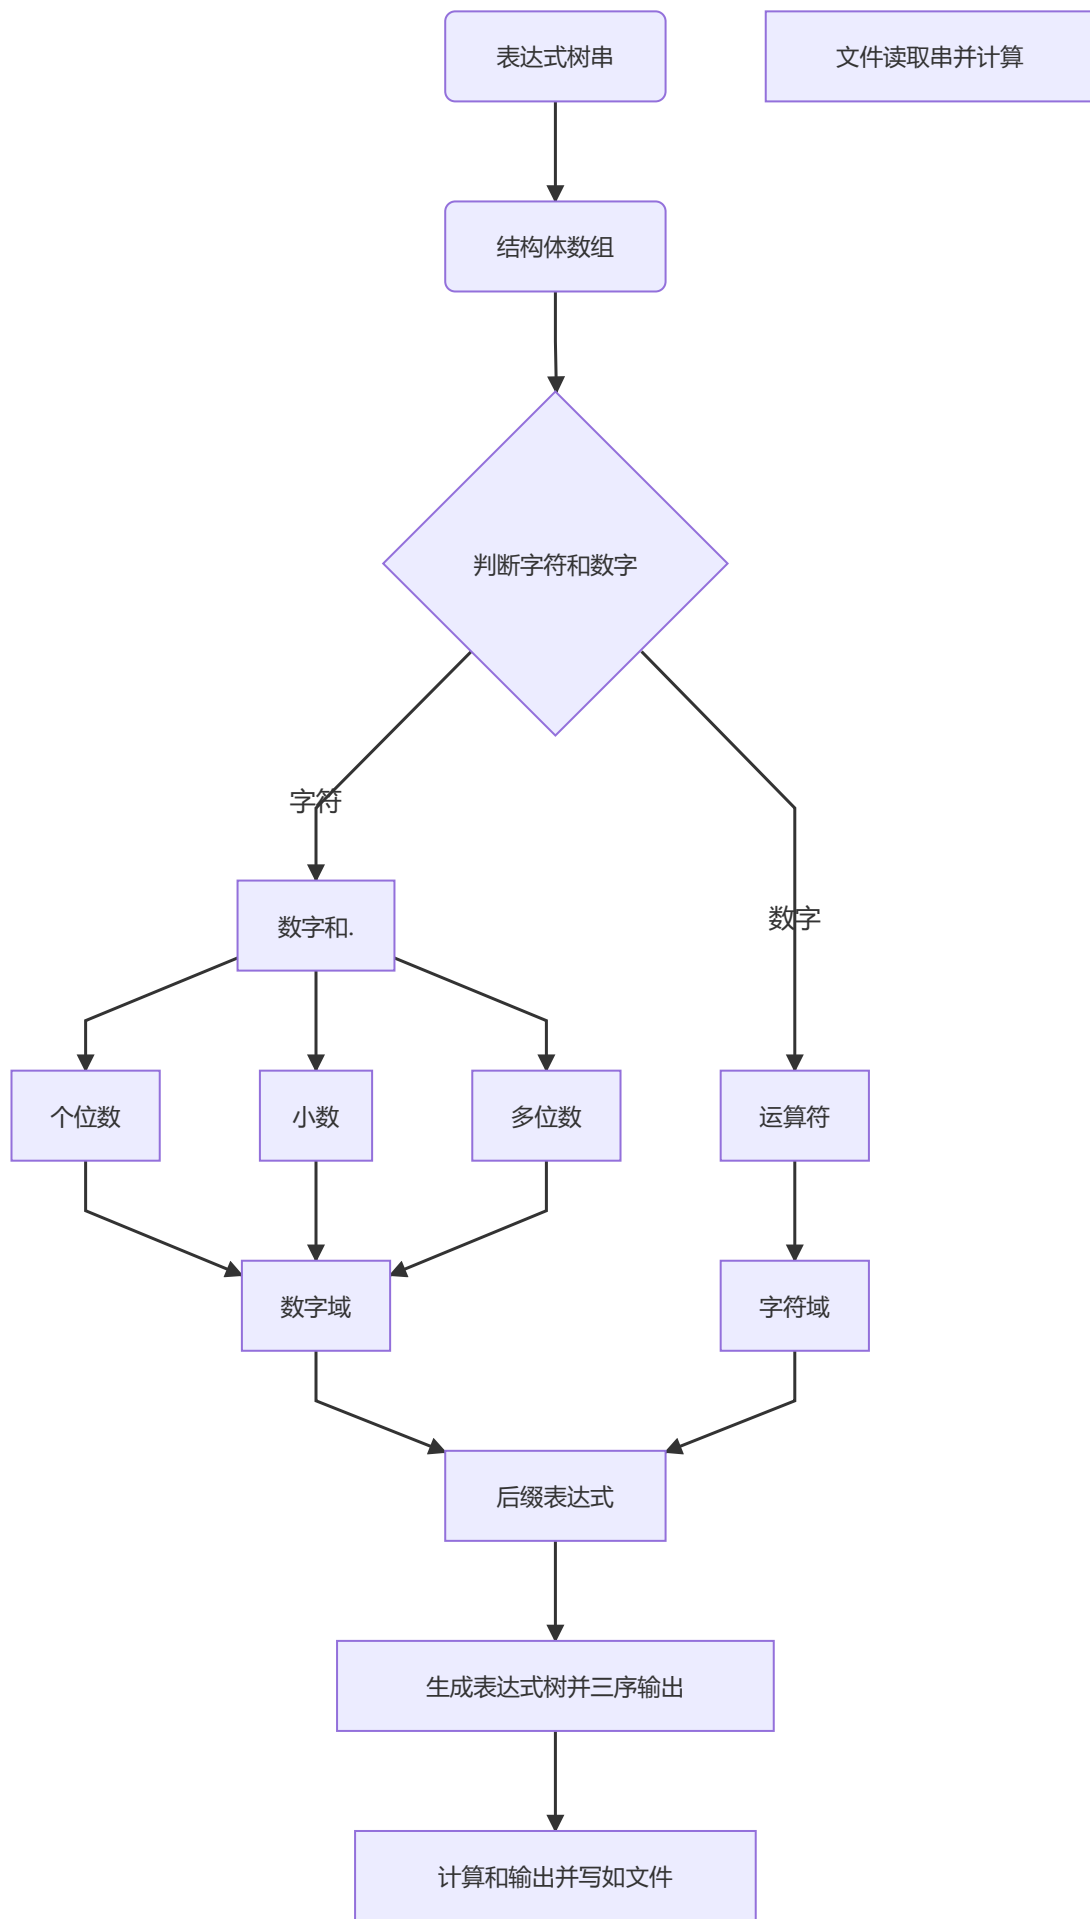 表达式树串
文件读取串并计算
结构体数组
判断字符和数字
字符
数字和.
数字
个位数
小数
多位数
运算符
数字域
字符域
后缀表达式
生成表达式树并三序输出
计算和输出并写如文件